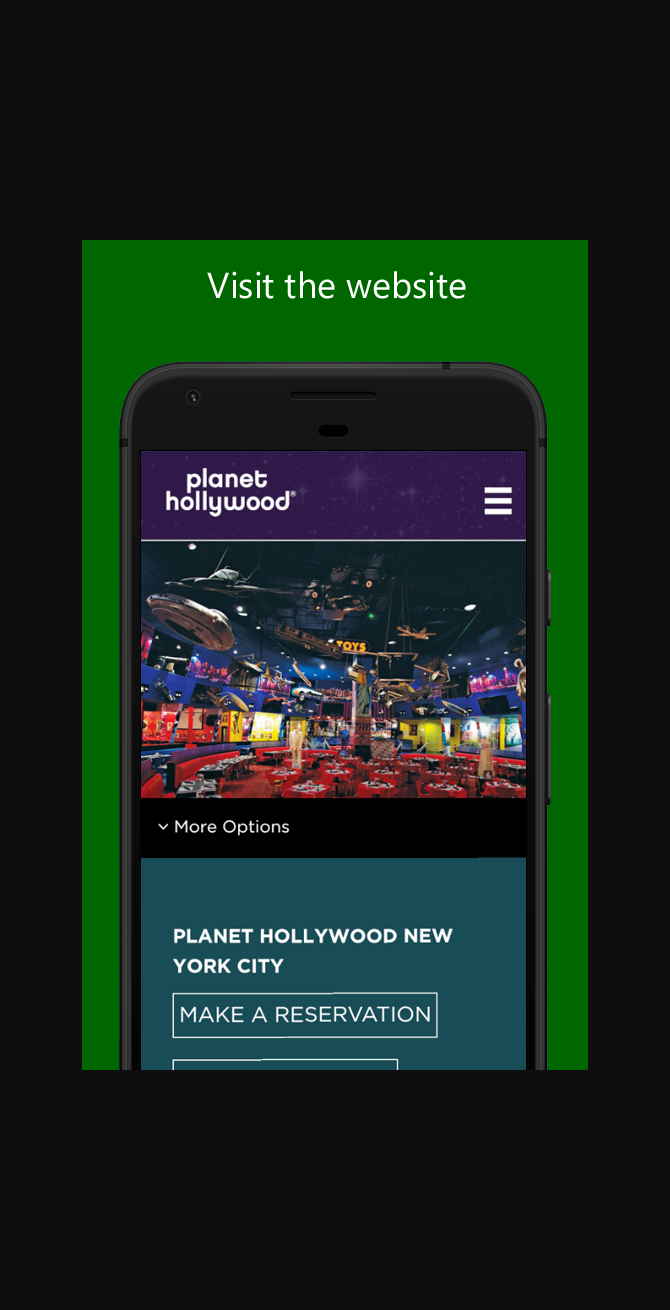 Visit the website
planet
hollywood®
TOYS
More Options
PLANET HOLLYWOOD NEW
YORK CITY
MAKE A RESERVATION